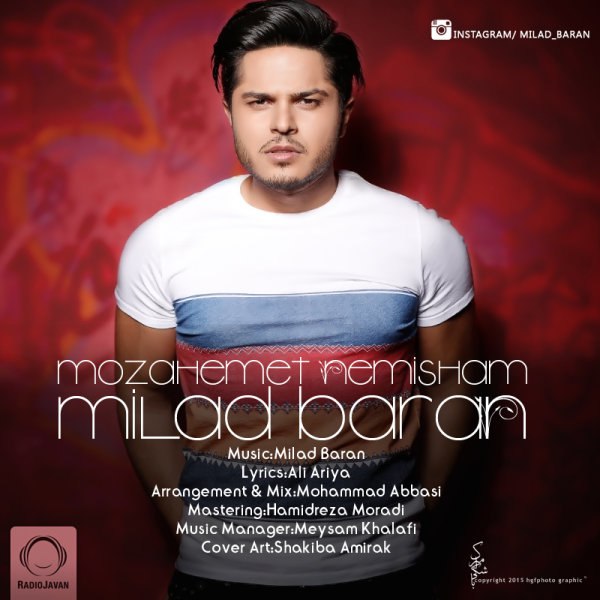 INSTAGRAM/ MILAD_BARAN
mozahemet nemisham
milad baran
Music:Milad Baran
Lyrics:Ali Ariya
Arrangement & Mix:Mohammad Abbasi
Mastering:Hamidreza Moradi
Music Manager:Meysam Khalafi
Cover Art:Shakiba Amirak
RADIOJAVAN
copyright 2015 hgfphoto graphic